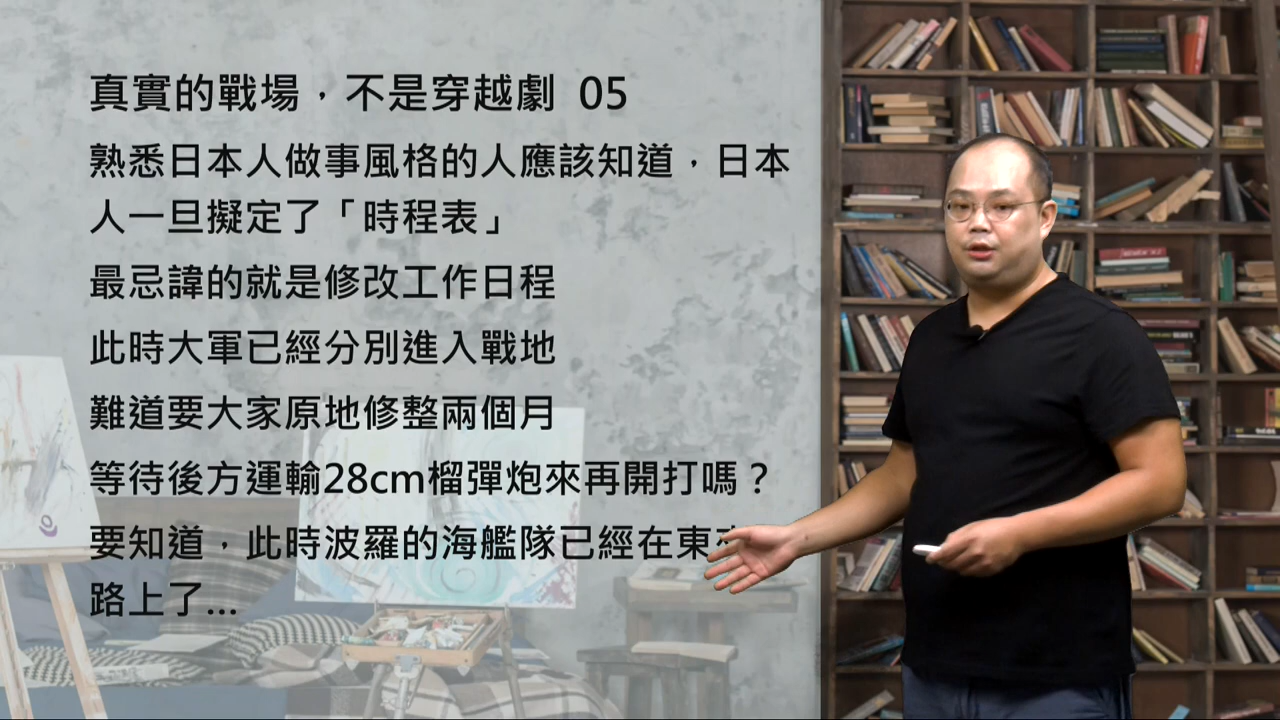 真實的戰場，不是穿越劇 05
熟悉日本人做事風格的人應該知道，日本
人一旦擬定了「時程表」
最忌諱的就是修改工作日程
此時大軍已經分別進入戰地
難道要大家原地修整兩個月
等待後方運輸28cm榴彈炮來再開打嗎？
要知道，此時波羅的海艦隊已經在東
路上了...